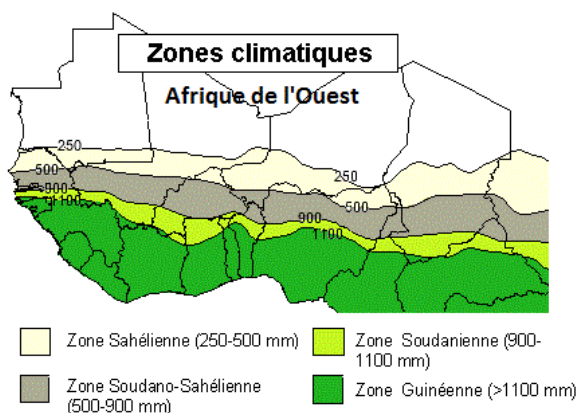 Zones climatiques
Afrique de l'Ouest
250
500
900
1100
250
500
900
1100
Zone Sahélienne (250-500 mm)
Zone Soudanienne (900-
1100 mm)
Zone Soudano-Sahélienne
(500-900 mm)
Zone Guinéenne (>1100 mm)